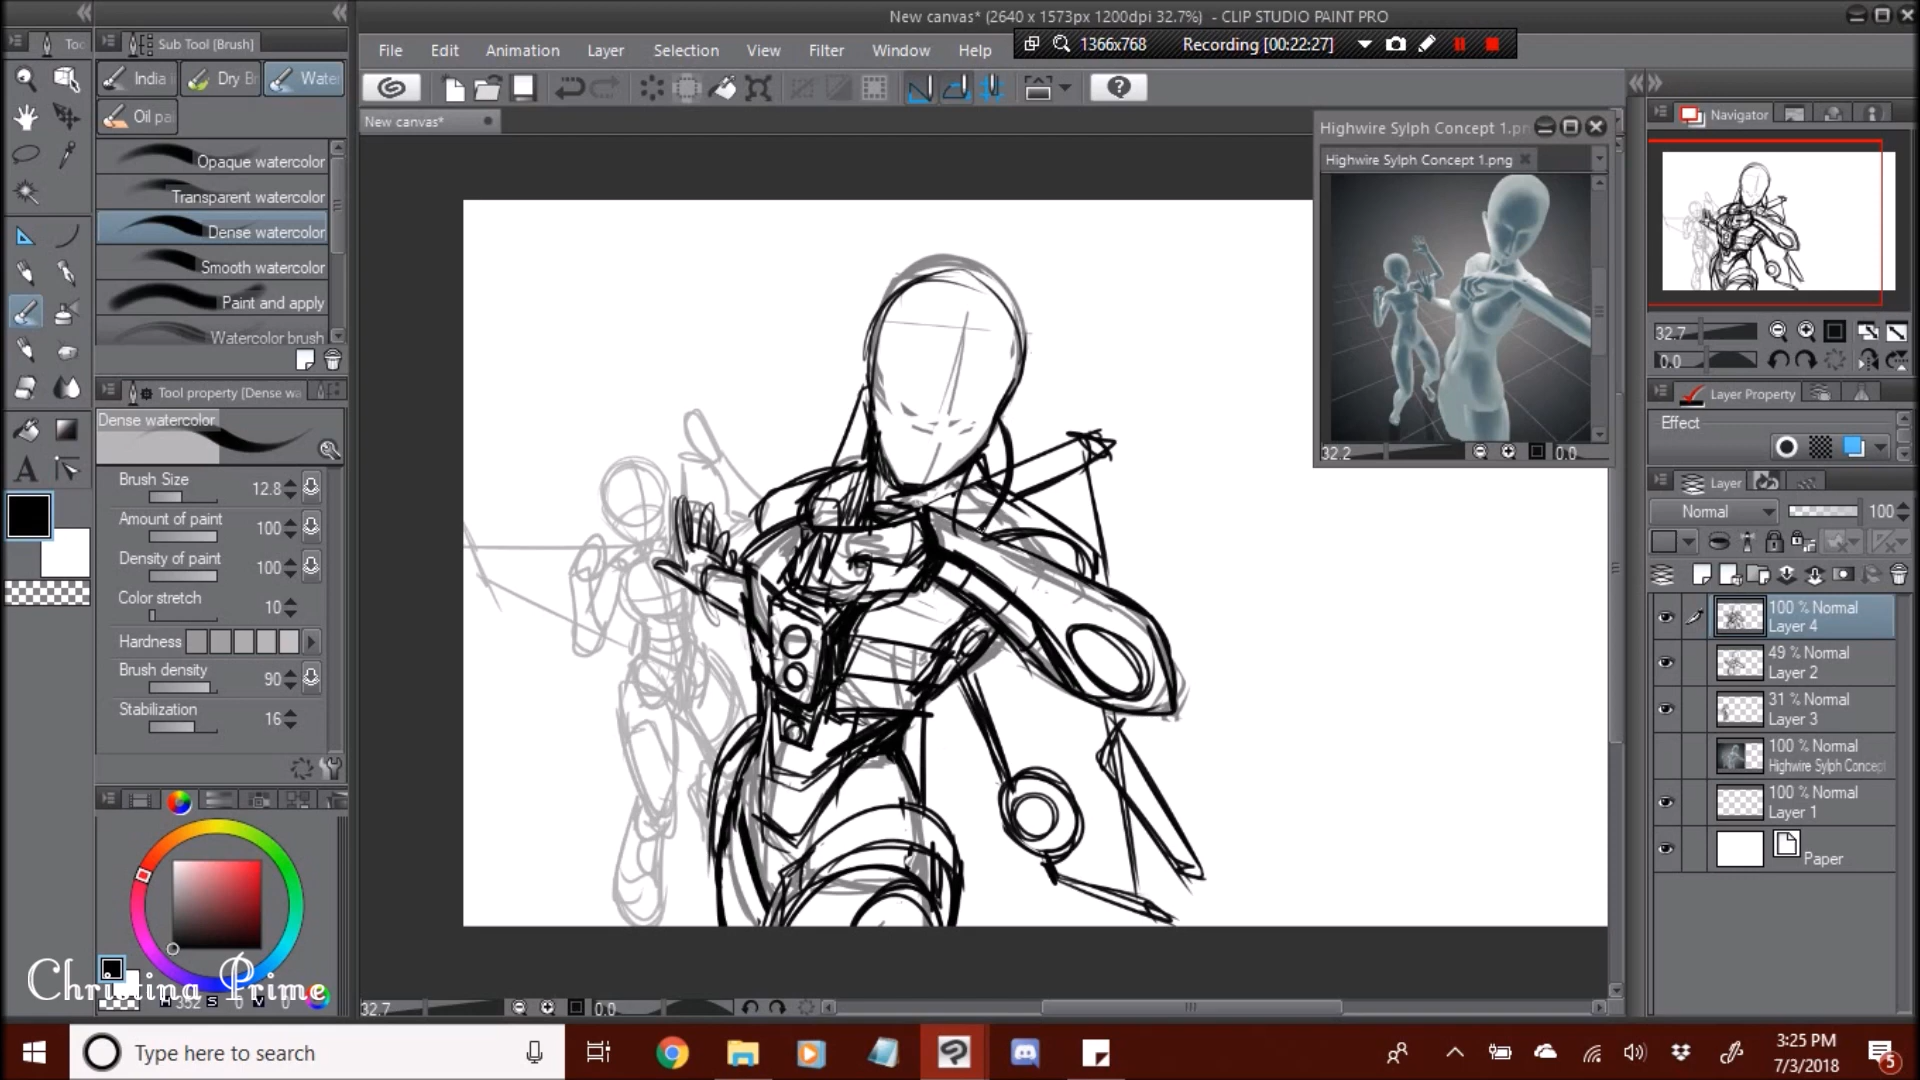 New canvas* (2640 x 1573px 1200dpi 32.7%) - CLIP STUDIO PAINT PRO
File Edit Animation Layer Selection View Filter Window Help
1366x768 Recording [00:22:27]
Sub Tool [Brush]
India
Dry Br
Water
Oil pa
Opaque watercolor
Transparent watercolor
Dense watercolor
Smooth watercolor
Paint and apply
Watercolor brush
Tool property [Dense wa
Dense watercolor
Brush Size 12.8
Amount of paint 100
Density of paint 100
Color stretch 10
Hardness
Brush density 90
Stabilization 16
New canvas*
Highwire Sylph Concept 1.pn
Highwire Sylph Concept 1.png
32.2 0.0
Navigator
32.7
0.0
Layer Property
Effect
Layer
Normal 100
100 % Normal
Layer 4
49 % Normal
Layer 2
31 % Normal
Layer 3
100 % Normal
Highwire Sylph Concept
100 % Normal
Layer 1
Paper
Christina Prime
H 352 S 0 V 0
32.7 0.0
Type here to search
3:25 PM
7/3/2018
5